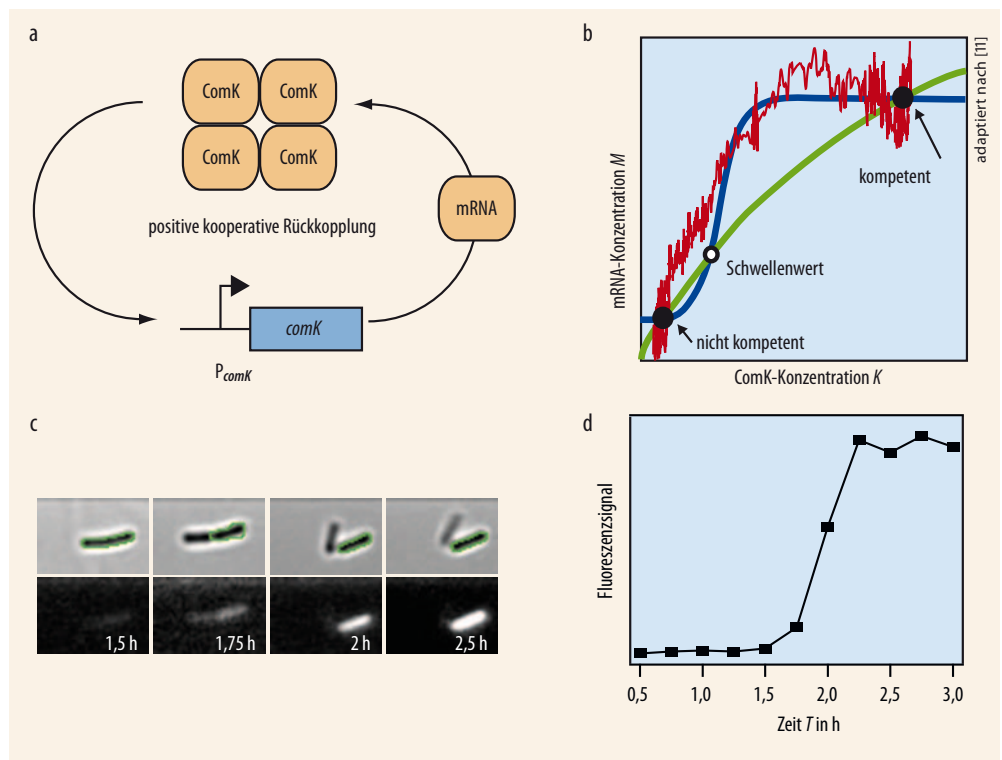 a
ComK ComK
ComK ComK
positive kooperative Rückkopplung
mRNA
comK
PcomK
b
adaptiert nach [11]
mRNA-Konzentration M
kompetent
Schwellenwert
nicht kompetent
ComK-Konzentration K
c
1,5 h
1,75 h
2 h
2,5 h
d
Fluoreszenzsignal
0,5 1,0 1,5 2,0 2,5 3,0
Zeit T in h